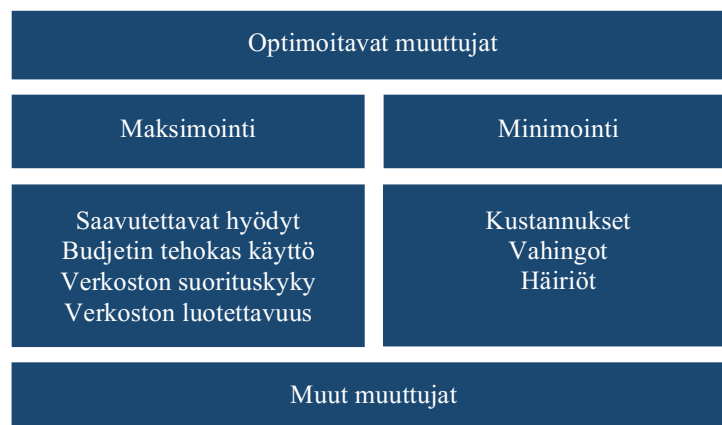 Optimoitavat muuttujat
Maksimointi
Minimointi
Saavutettavat hyödyt
Budjetin tehokas käyttö
Verkoston suorituskyky
Verkoston luotettavuus
Kustannukset
Vahingot
Häiriöt
Muut muuttujat